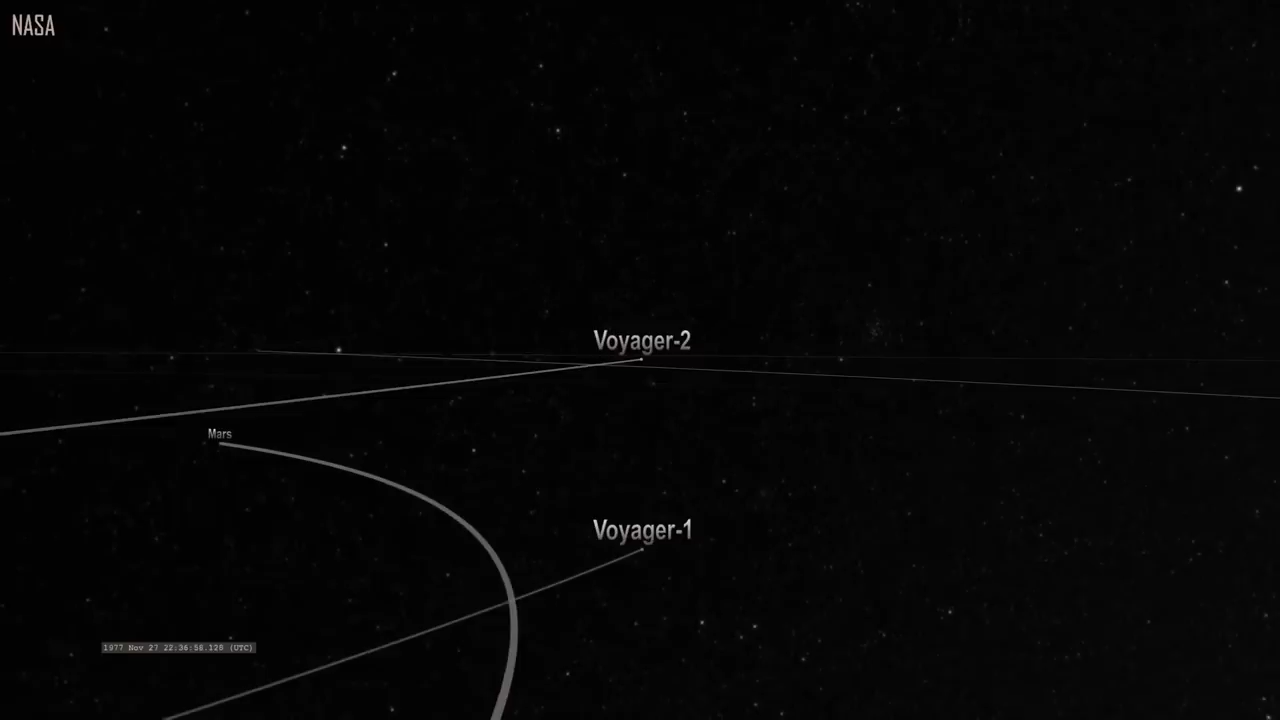 NASA
Voyager-2
Mars
Voyager-1
1977 Nov 27 22:36:58.128 (UTC)